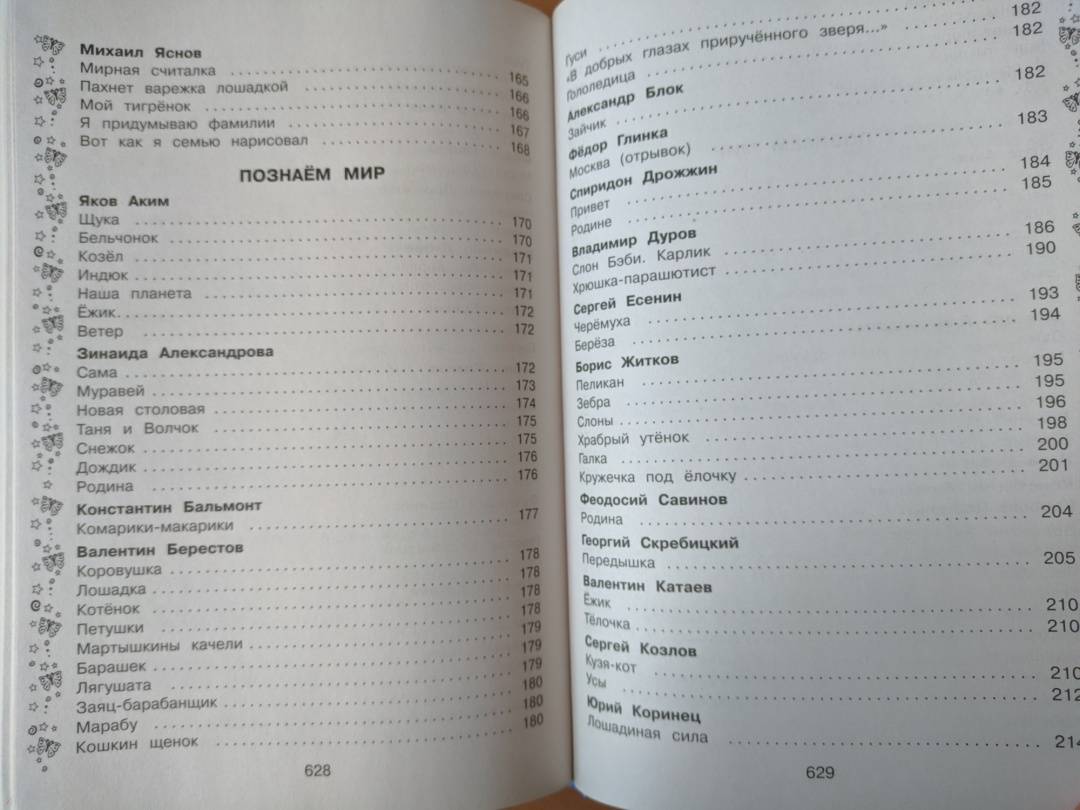 Михаил Яснов
Мирная считалка 165
Пахнет варежка лошадкой 166
Мой тигрёнок 166
Я придумываю фамилии 167
Вот как я семью нарисовал 168
ПОЗНАЁМ МИР
Яков Аким
Щука 170
Бельчонок 170
Козёл 171
Индюк 171
Наша планета 171
Ёжик 172
Ветер 172
Зинаида Александрова
Сама 172
Муравей 173
Новая столовая 174
Таня и Волчок 175
Снежок 175
Дождик 176
Родина 176
Константин Бальмонт
Комарики-макарики 177
Валентин Берестов
Коровушка 178
Лошадка 178
Котёнок 178
Петушки 178
Мартышкины качели 179
Барашек 179
Лягушата 179
Заяц-барабанщик 180
Марабу 180
Кошкин щенок 180
628
Гуси 182
«В добрых глазах приручённого зверя...» 182
Гололедица 182
Александр Блок
Зайчик 183
Фёдор Глинка
Москва (отрывок) 184
Спиридон Дрожжин
Привет 185
Родине 186
Владимир Дуров
Слон Бэби. Карлик 190
Хрюшка-парашютист 193
Сергей Есенин
Черёмуха 194
Берёза 195
Борис Житков
Пеликан 195
Зебра 196
Слоны 198
Храбрый утёнок 200
Галка 201
Кружечка под ёлочку 204
Феодосий Савинов
Родина 205
Георгий Скребицкий
Передышка 210
Валентин Катаев
Ёжик 210
Тёлочка 210
Сергей Козлов
Кузя-кот 212
Усы 214
Юрий Коринец
Лошадиная сила
629